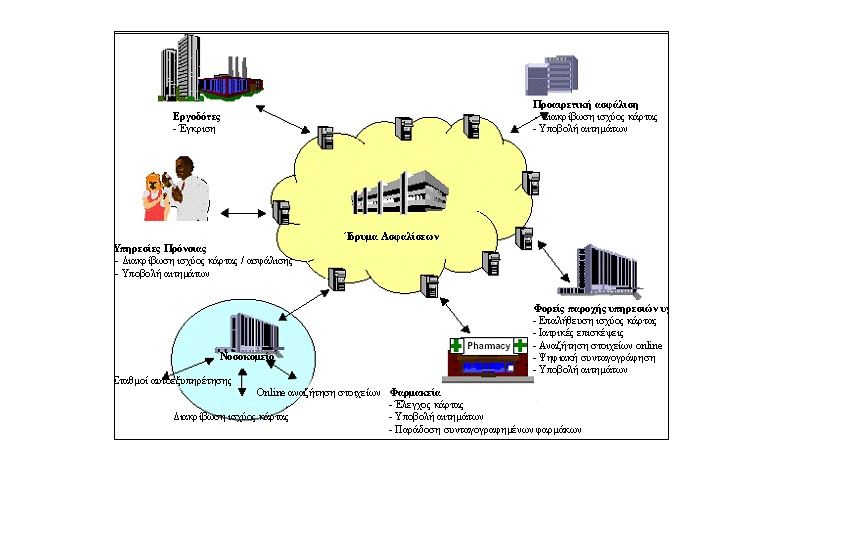 Εργοδότες
- Έγκριση
Προαιρετική ασφάλιση
- Διακρίβωση ισχύος κάρτας
- Υποβολή αιτημάτων
Ίδρυμα Ασφαλίσεων
Υπηρεσίες Πρόνοιας
- Διακρίβωση ισχύος κάρτας / ασφάλισης
- Υποβολή αιτημάτων
Φορείς παροχής υπηρεσιών υγ
- Επαλήθευση ισχύος κάρτας
- Ιατρικές επισκέψεις
- Αναζήτηση στοιχείων online
- Ψηφιακή συνταγογράφηση
- Υποβολή αιτημάτων
Pharmacy
Νοσοκομείο
Σταθμοί αυτοεξυπηρέτησης
Online αναζήτηση στοιχείων
Διακρίβωση ισχύος κάρτας
Φαρμακεία
- Έλεγχος κάρτας
- Υποβολή αιτημάτων
- Παράδοση συνταγογραφημένων φαρμάκων